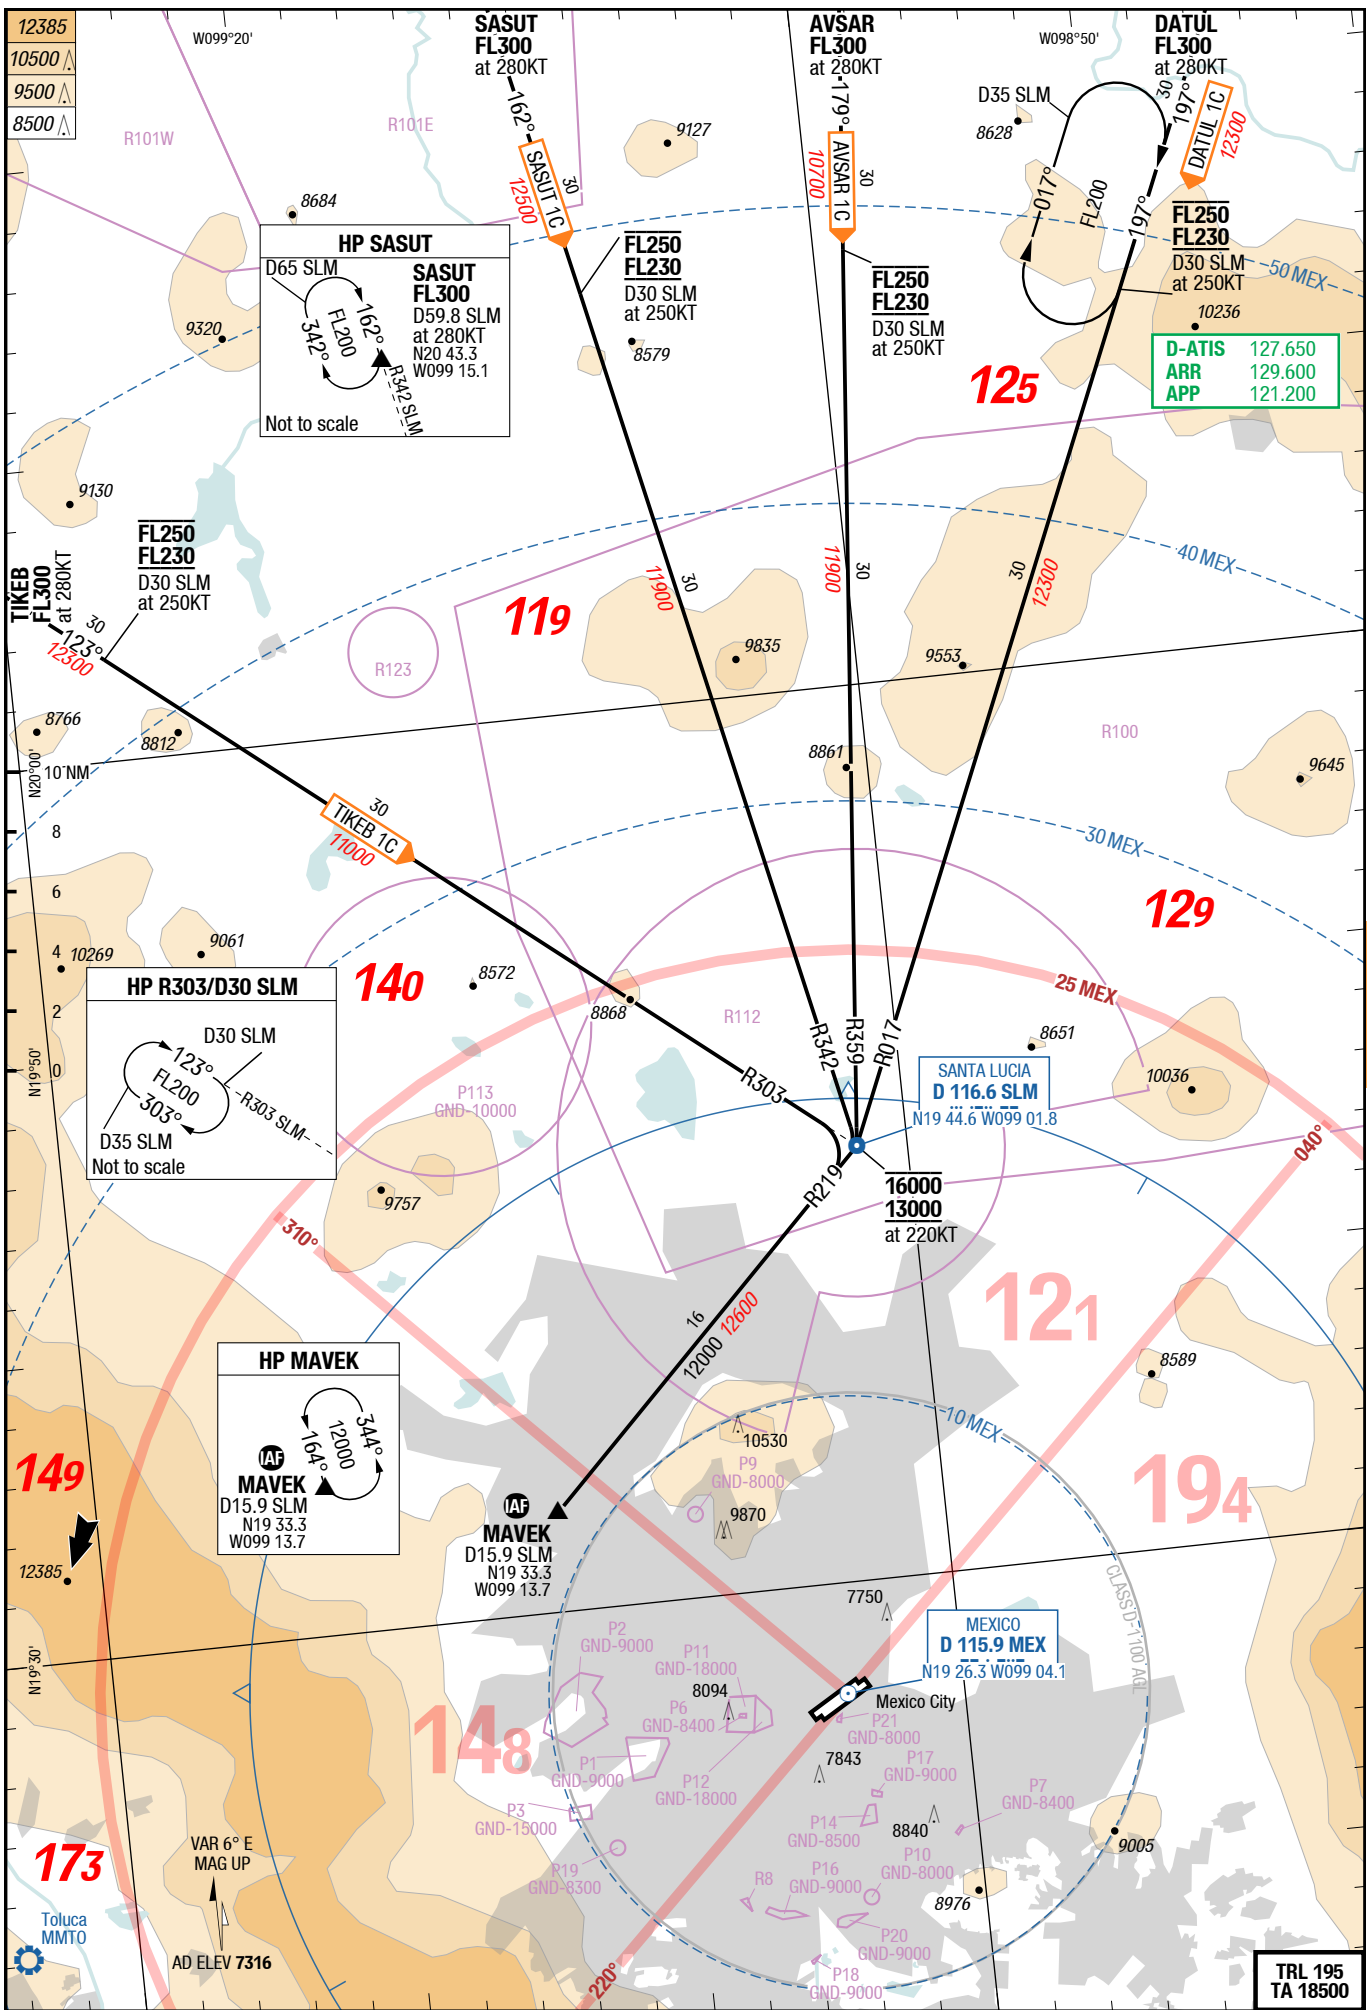 12385
10500
9500
8500
W099°20'
SASUT
FL300
at 280KT
AVSAR
FL300
at 280KT
W098°50'
DATUL
FL300
at 280KT
R101W
R101E
162°
SASUT 1C
12500
30
9127
179°
AVSAR 1C
10700
30
D35 SLM
8628
017°
FL200
197°
30
197°
DATUL 1C
12300
8684
HP SASUT
D65 SLM
162°
FL200
342°
R342 SLM
SASUT
FL300
D59.8 SLM
at 280KT
N20 43.3
W099 15.1
Not to scale
9320
FL250
FL230
D30 SLM
at 250KT
8579
FL250
FL230
D30 SLM
at 250KT
FL250
FL230
D30 SLM
at 250KT
50 MEX
10236
D-ATIS 127.650
ARR 129.600
APP 121.200
125
9130
FL250
FL230
D30 SLM
at 250KT
TIKEB
FL300
at 280KT
30
123°
12300
119
11900
30
11900
30
30
12300
40 MEX
R123
9835
9553
R100
8766
8812
8861
9645
N20°00'
10 NM
8
6
4
2
0
30
TIKEB 1C
11000
30 MEX
129
10269
9061
140
8572
8868
25 MEX
HP R303/D30 SLM
D30 SLM
123°
FL200
303°
R303 SLM
D35 SLM
Not to scale
N19°50'
P113
GND-10000
R112
R303
R342
R359
R017
8651
10036
SANTA LUCIA
D 116.6 SLM
N19 44.6 W099 01.8
040°
9757
310°
R219
16000
13000
at 220KT
121
16
12000
12600
8589
HP MAVEK
344°
12000
164°
IAF
MAVEK
D15.9 SLM
N19 33.3
W099 13.7
149
12385
IAF
MAVEK
D15.9 SLM
N19 33.3
W099 13.7
10530
P9
GND-8000
9870
10 MEX
194
CLASS D-1100 AGL
7750
MEXICO
D 115.9 MEX
N19 26.3 W099 04.1
N19°30'
P2
GND-9000
P11
GND-18000
8094
P6
GND-8400
Mexico City
P21
GND-8000
148
P1
GND-9000
P12
GND-18000
7843
P17
GND-9000
P7
GND-8400
P3
GND-15000
P14
GND-8500
8840
9005
P19
GND-8300
P10
GND-8000
R8
P16
GND-9000
8976
173
VAR 6° E
MAG UP
Toluca
MMTO
AD ELEV 7316
P20
GND-9000
P18
GND-9000
220°
TRL 195
TA 18500